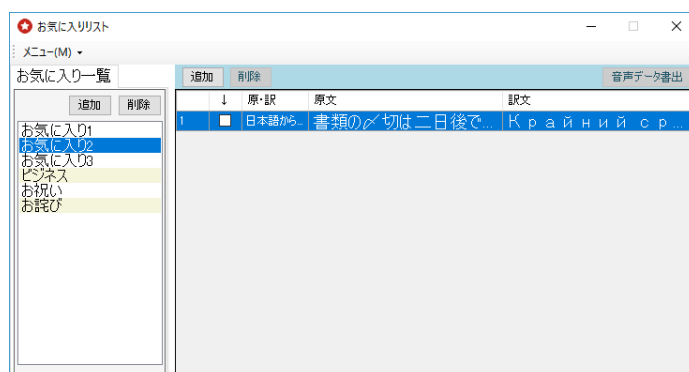 お気に入りリスト
メニュー(M)
お気に入り一覧
追加 削除 音声データ書出
追加 削除
↓ 原・訳 原文 訳文
1 日本語から... 書類の〆切は二日後で... Крайний ср...
お気に入り1
お気に入り2
お気に入り3
ビジネス
お祝い
お詫び